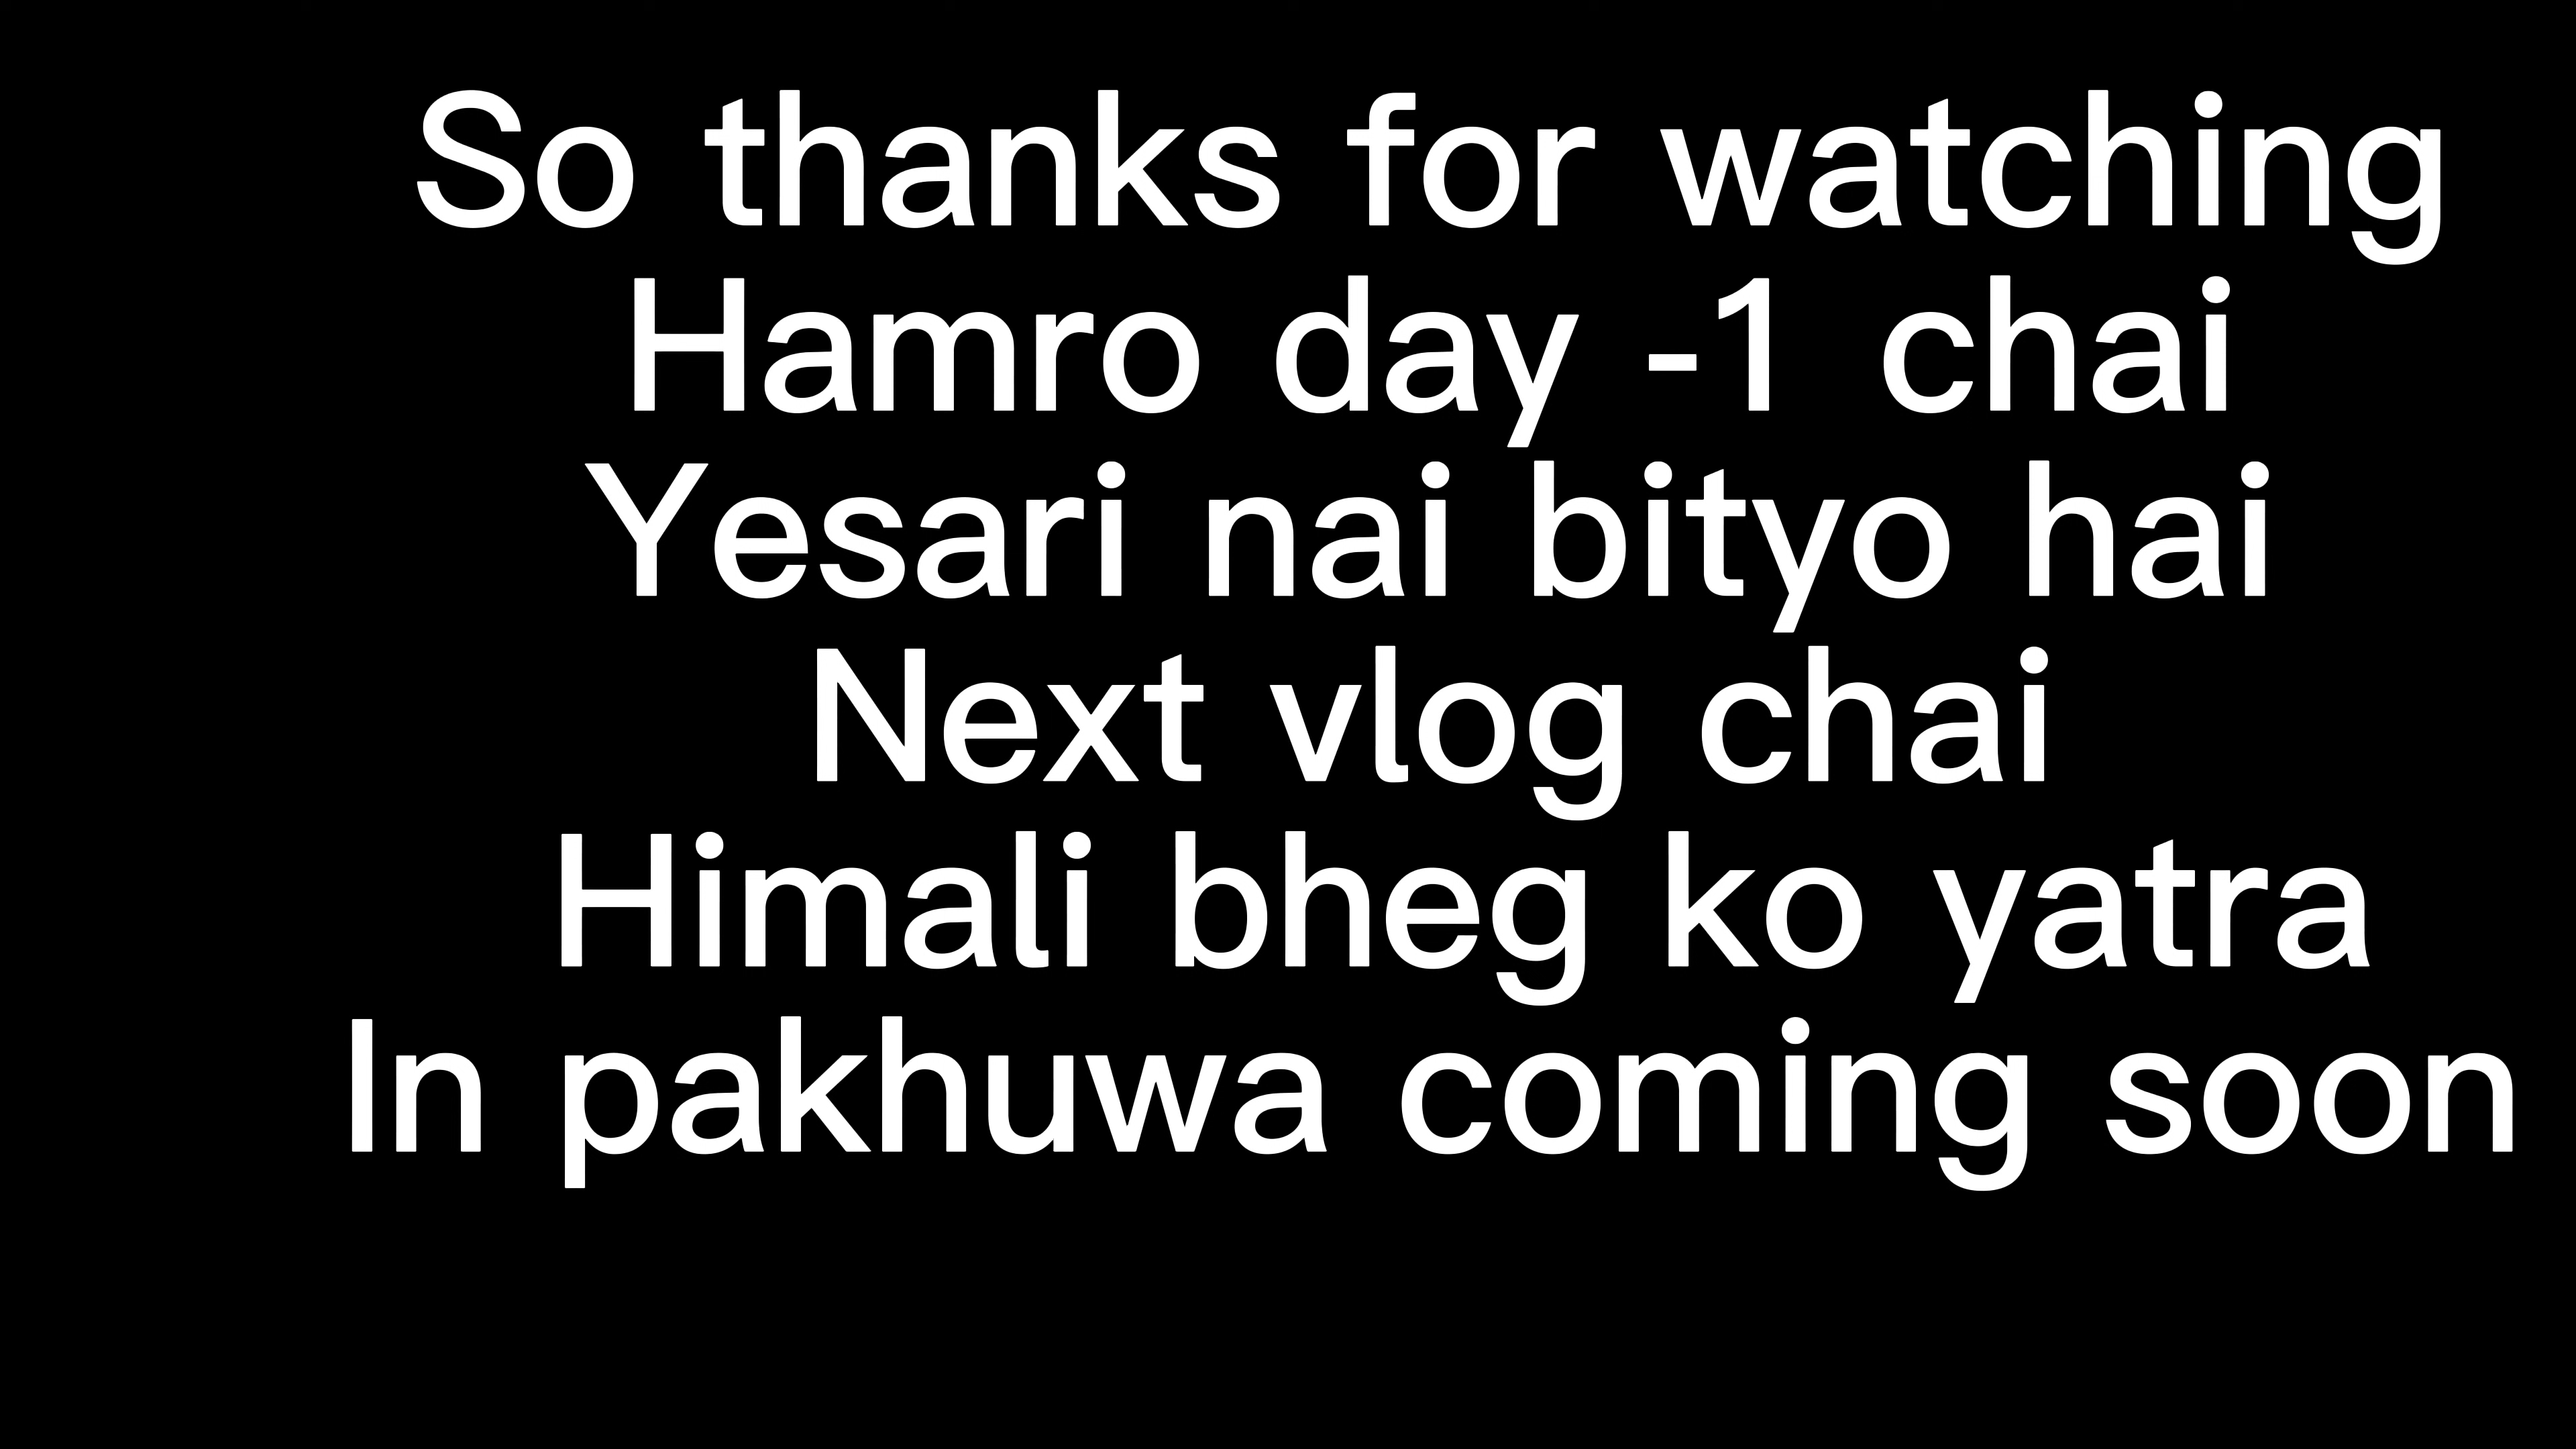 So thanks for watching
Hamro day -1 chai
Yesari nai bityo hai
Next vlog chai
Himali bheg ko yatra
In pakhuwa coming soon